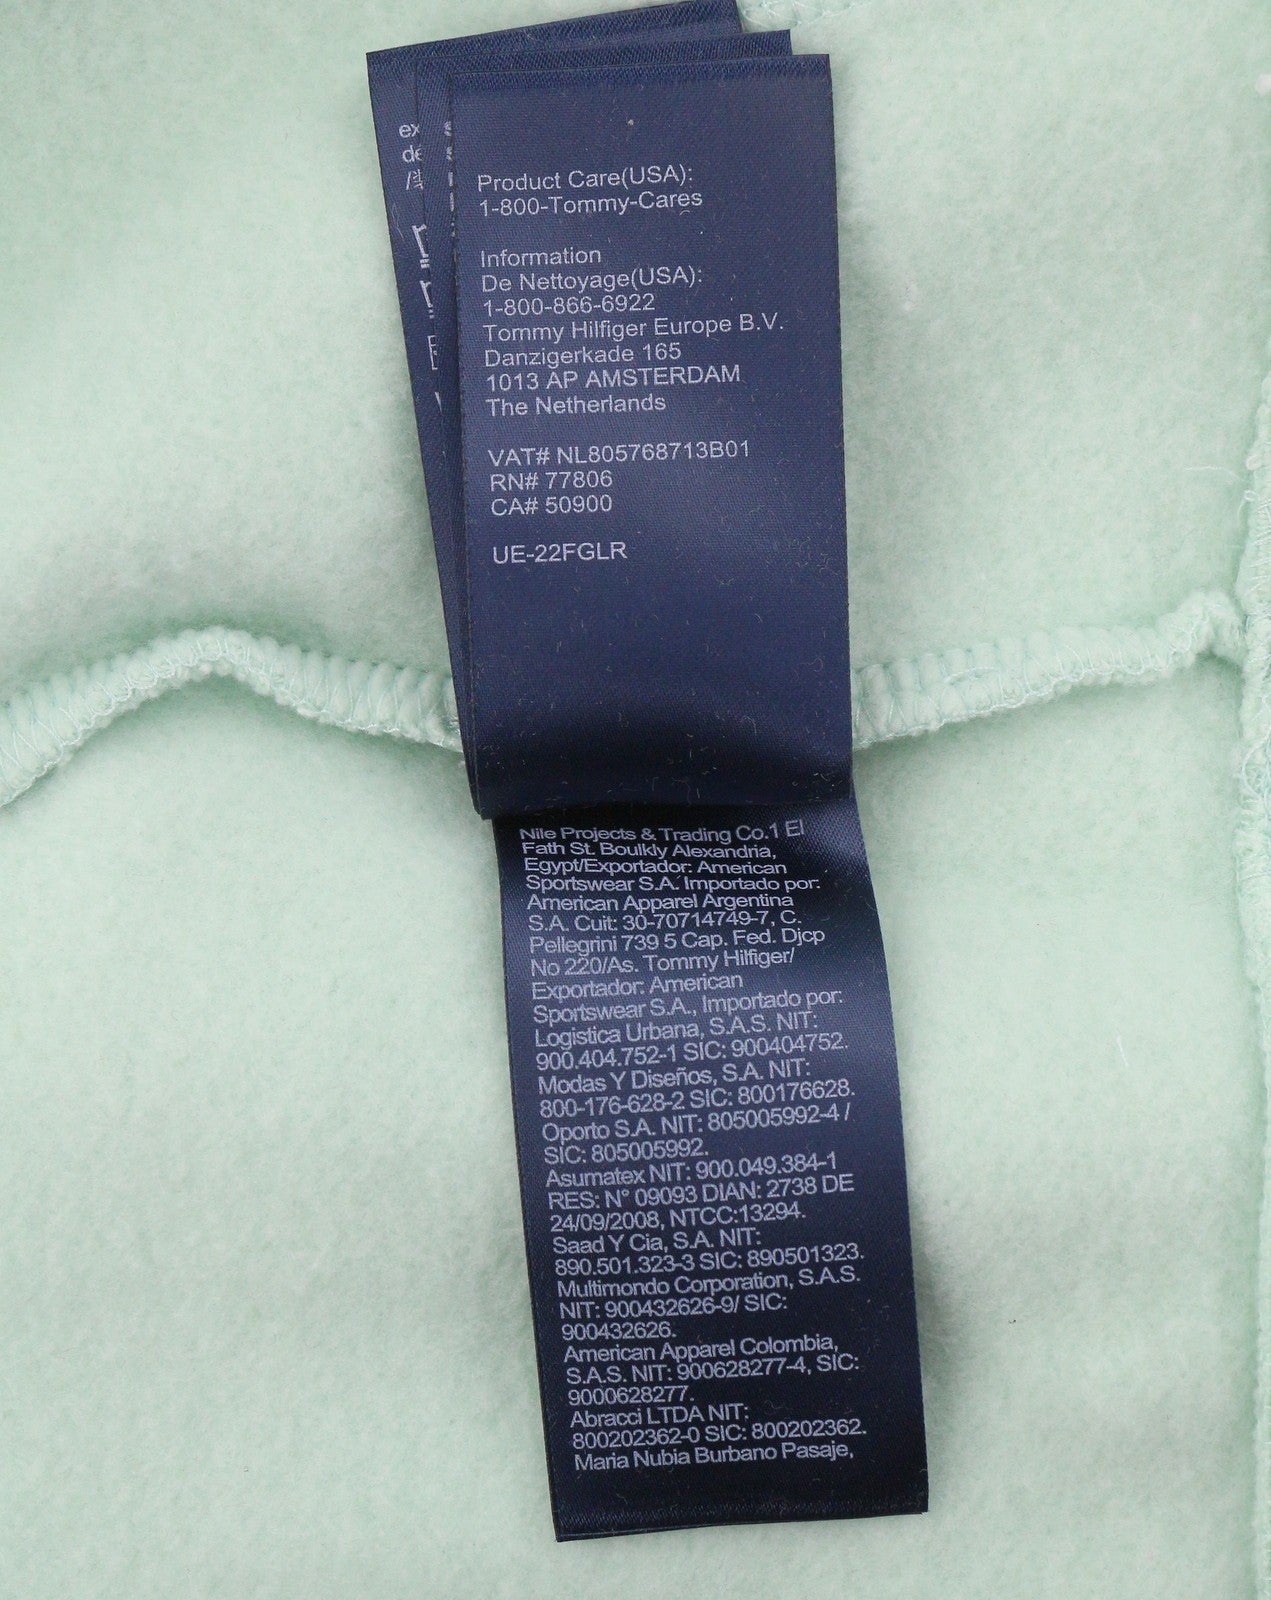 ex
de
Product Care(USA):
1-800-Tommy-Cares
Information
De Nettoyage(USA):
1-800-866-6922
Tommy Hilfiger Europe B.V.
Danzigerkade 165
1013 AP AMSTERDAM
The Netherlands
VAT# NL805768713B01
RN# 77806
CA# 50900
UE-22FGLR
Nile Projects & Trading Co.1 El
Fath St. Boulkly Alexandria,
Egypt/Exportador: American
Sportswear S.A. Importado por:
American Apparel Argentina
S.A. Cuit: 30-70714749-7, C.
Pellegrini 739 5 Cap. Fed. Djcp
No 220/As. Tommy Hilfiger/
Exportador: American
Sportswear S.A., Importado por:
Logistica Urbana, S.A.S. NIT:
900.404.752-1 SIC: 900404752.
Modas Y Diseños, S.A. NIT:
800-176-628-2 SIC: 800176628.
Oporto S.A. NIT: 805005992-4 /
SIC: 805005992.
Asumatex NIT: 900.049.384-1
RES: N° 09093 DIAN: 2738 DE
24/09/2008, NTCC:13294.
Saad Y Cia, S.A. NIT:
890.501.323-3 SIC: 890501323.
Multimondo Corporation, S.A.S.
NIT: 900432626-9/ SIC:
900432626.
American Apparel Colombia,
S.A.S. NIT: 900628277-4, SIC:
9000628277.
Abracci LTDA NIT:
800202362-0 SIC: 800202362.
Maria Nubia Burbano Pasaje,